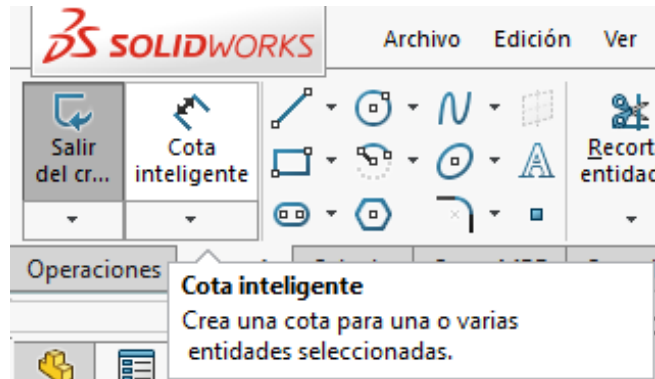 SOLIDWORKS
Archivo Edición Ver
Salir
del cr...
Cota
inteligente
Recort
entidad
Operaciones
Cota inteligente
Crea una cota para una o varias
entidades seleccionadas.